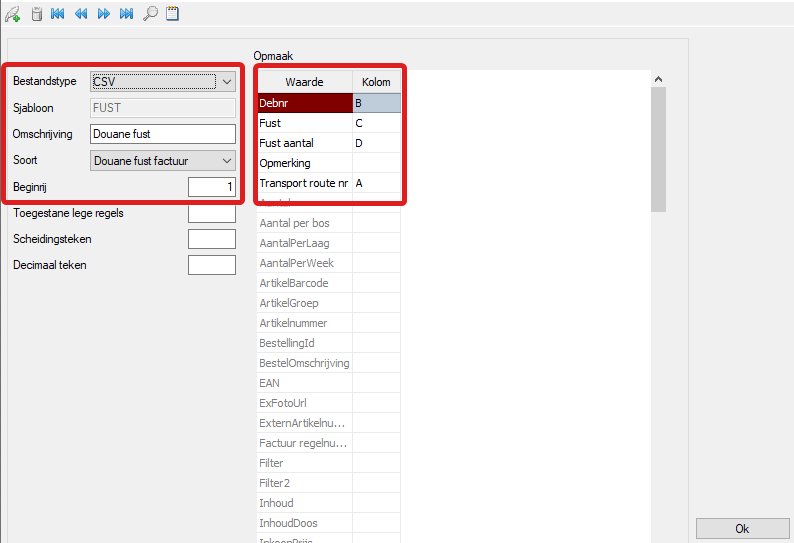 Opmaak
Bestandstype CSV
Sjabloon FUST
Omschrijving Douane fust
Soort Douane fust factuur
Beginrij 1
Toegestane lege regels
Scheidingsteken
Decimaal teken
Waarde Kolom
Debnr B
Fust C
Fust aantal D
Opmerking
Transport route nr A
Aantal
Aantal per bos
AantalPerLaag
AantalPerWeek
ArtikelBarcode
ArtikelGroep
Artikelnummer
BestellingId
BestelOmschrijving
EAN
ExFotoUrl
ExternArtikelnu...
Factuur regelnu...
Filter
Filter2
Inhoud
InhoudDoos
InkoopPrijs
Ok